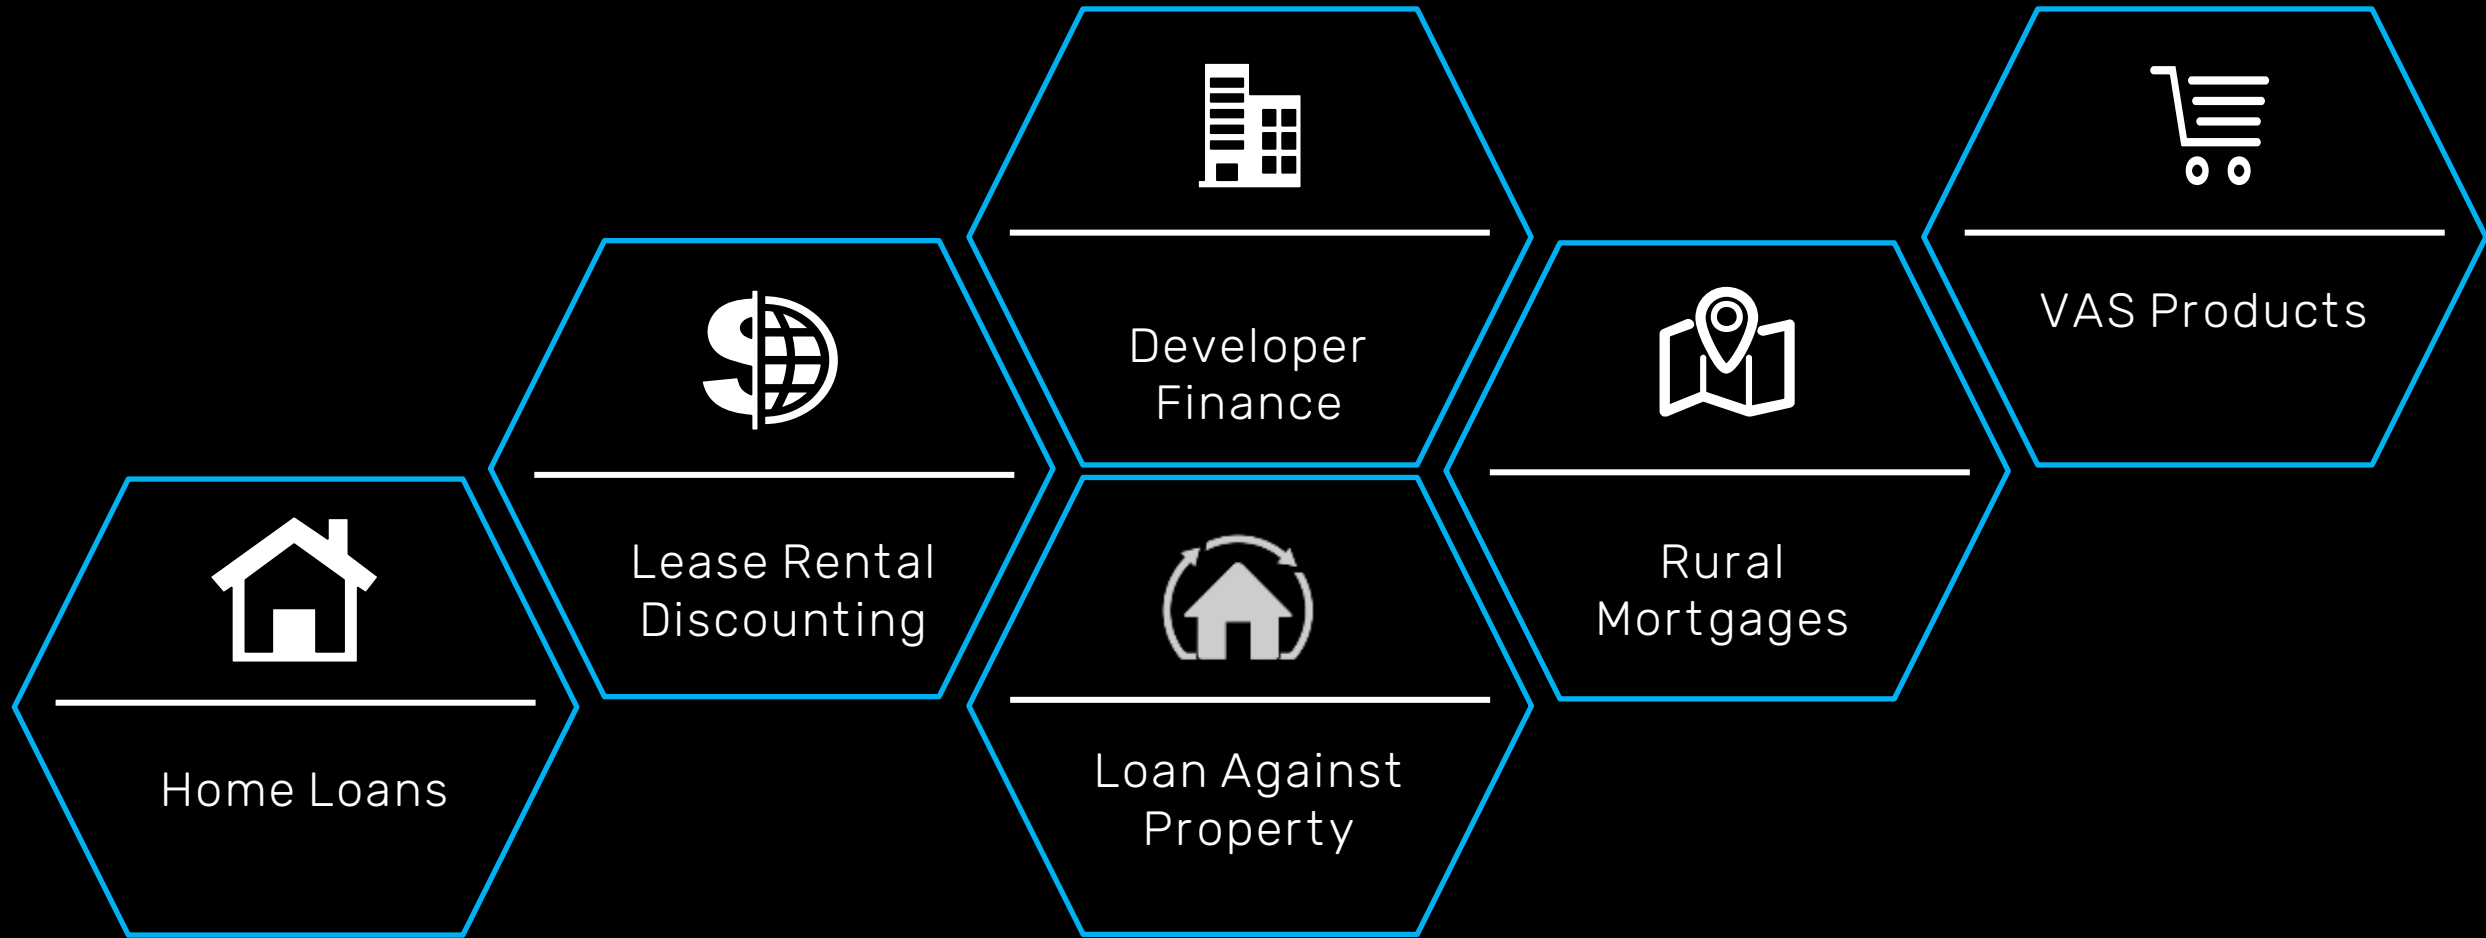 Home Loans
Lease Rental
Discounting
Developer
Finance
Loan Against
Property
Rural
Mortgages
VAS Products